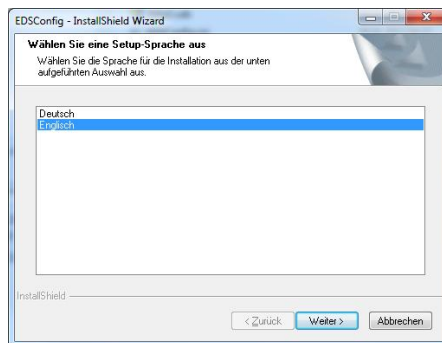 EDSConfig - InstallShield Wizard
Wählen Sie eine Setup-Sprache aus
Wählen Sie die Sprache für die Installation aus der unten
aufgeführten Auswahl aus.
Deutsch
Englisch
InstallShield
< Zurück Weiter > Abbrechen